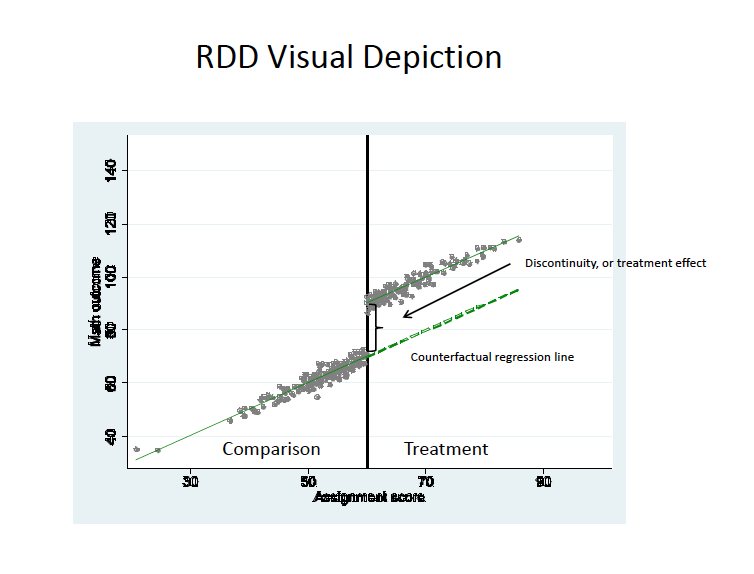 RDD Visual Depiction
140
120
100
80
60
40
Math outcome
Discontinuity, or treatment effect
Counterfactual regression line
Comparison
Treatment
30
50
70
90
Assignment score